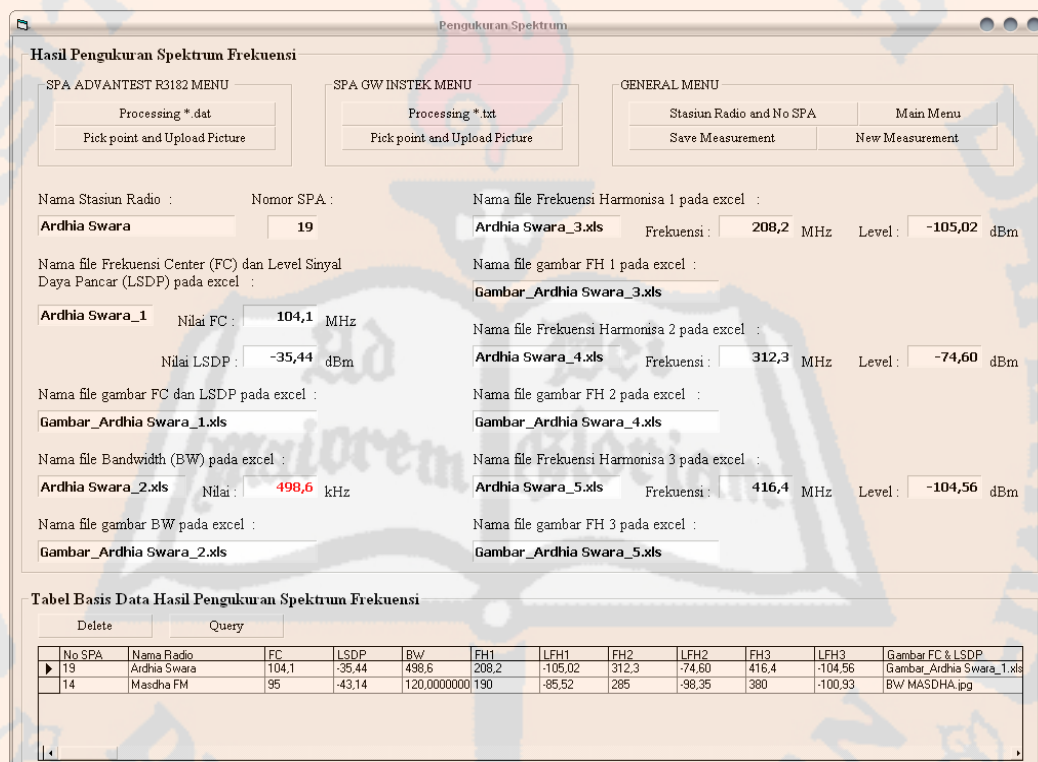 Pengukuran Spektrum
Hasil Pengukuran Spektrum Frekuensi
SPA ADVANTEST R3182 MENU
Processing *.dat
Pick point and Upload Picture
SPA GW INSTEK MENU
Processing *.txt
Pick point and Upload Picture
GENERAL MENU
Stasiun Radio and No SPA Main Menu
Save Measurement New Measurement
Nama Stasiun Radio : Nomor SPA :
Ardhia Swara 19
Nama file Frekuensi Center (FC) dan Level Sinyal
Daya Pancar (LSDP) pada excel :
Ardhia Swara_1 Nilai FC : 104,1 MHz
Nilai LSDP : -35,44 dBm
Nama file gambar FC dan LSDP pada excel :
Gambar_Ardhia Swara_1.xls
Nama file Bandwidth (BW) pada excel :
Ardhia Swara_2.xls Nilai : 498,6 kHz
Nama file gambar BW pada excel :
Gambar_Ardhia Swara_2.xls
Nama file Frekuensi Harmonisa 1 pada excel :
Ardhia Swara_3.xls Frekuensi : 208,2 MHz Level : -105,02 dBm
Nama file gambar FH 1 pada excel :
Gambar_Ardhia Swara_3.xls
Nama file Frekuensi Harmonisa 2 pada excel :
Ardhia Swara_4.xls Frekuensi : 312,3 MHz Level : -74,60 dBm
Nama file gambar FH 2 pada excel :
Gambar_Ardhia Swara_4.xls
Nama file Frekuensi Harmonisa 3 pada excel :
Ardhia Swara_5.xls Frekuensi : 416,4 MHz Level : -104,56 dBm
Nama file gambar FH 3 pada excel :
Gambar_Ardhia Swara_5.xls
Ad Dei
maiorem gloriam
Tabel Basis Data Hasil Pengukuran Spektrum Frekuensi
Delete Query
No SPA Nama Radio FC LSDP BW FH1 LFH1 FH2 LFH2 FH3 LFH3 Gambar FC & LSDP
19 Ardhia Swara 104,1 -35,44 498,6 208,2 -105,02 312,3 -74,60 416,4 -104,56 Gambar_Ardhia Swara_1.xls
14 Masdha FM 95 -43,14 120,0000000 190 -85,52 285 -98,35 380 -100,93 BW MASDHA.jpg